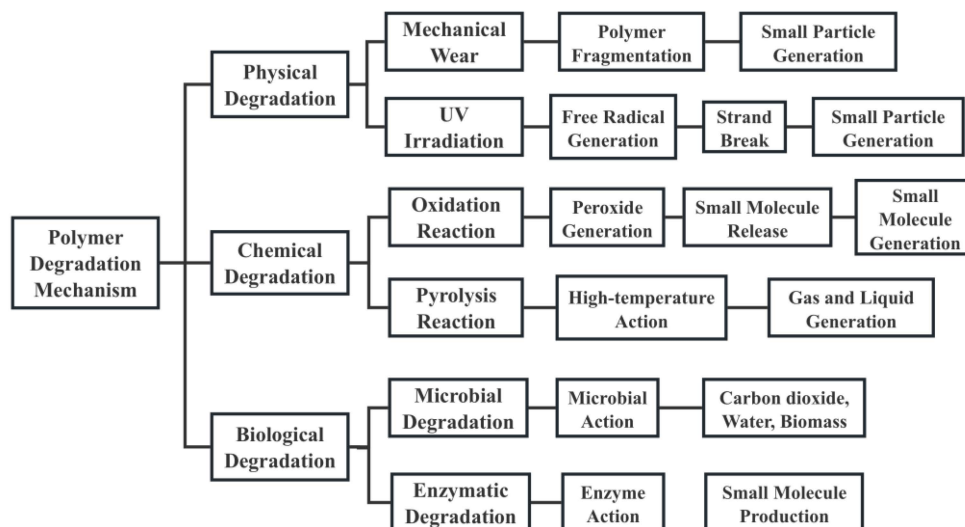 Polymer
Degradation
Mechanism
Physical
Degradation
Mechanical
Wear
Polymer
Fragmentation
Small Particle
Generation
UV
Irradiation
Free Radical
Generation
Strand
Break
Small Particle
Generation
Chemical
Degradation
Oxidation
Reaction
Peroxide
Generation
Small Molecule
Release
Small
Molecule
Generation
Pyrolysis
Reaction
High-temperature
Action
Gas and Liquid
Generation
Biological
Degradation
Microbial
Degradation
Microbial
Action
Carbon dioxide,
Water, Biomass
Enzymatic
Degradation
Enzyme
Action
Small Molecule
Production